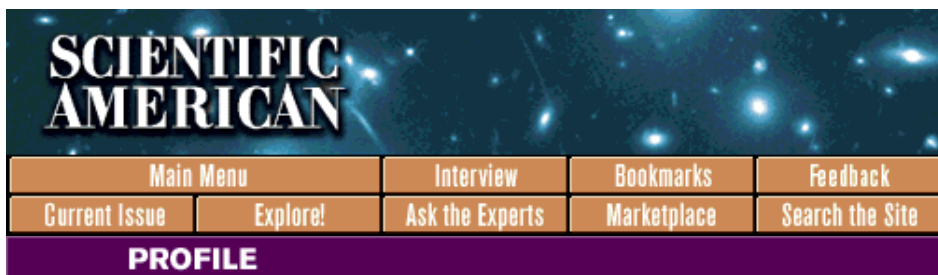 SCIENTIFIC
AMERICAN
Main Menu Interview Bookmarks Feedback
Current Issue Explore! Ask the Experts Marketplace Search the Site
PROFILE